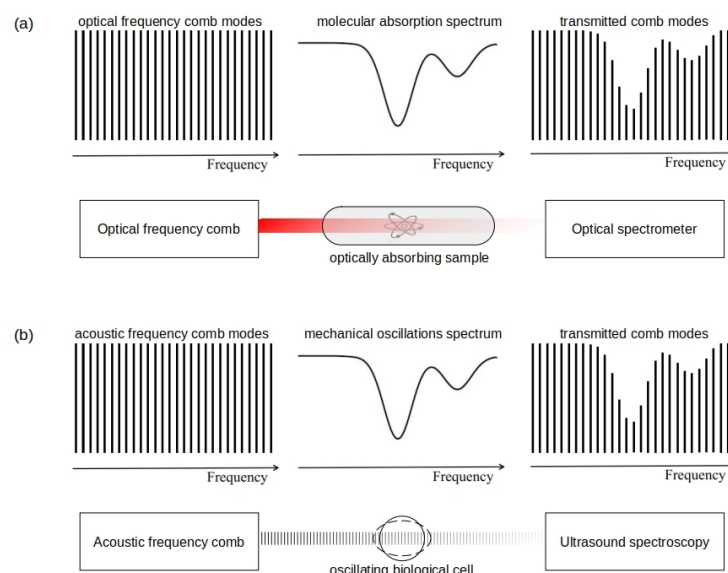 (a)
optical frequency comb modes
molecular absorption spectrum
transmitted comb modes
Frequency
Frequency
Frequency
Optical frequency comb
Optical spectrometer
optically absorbing sample
(b)
acoustic frequency comb modes
mechanical oscillations spectrum
transmitted comb modes
Frequency
Frequency
Frequency
Acoustic frequency comb
Ultrasound spectroscopy
oscillating biological cell